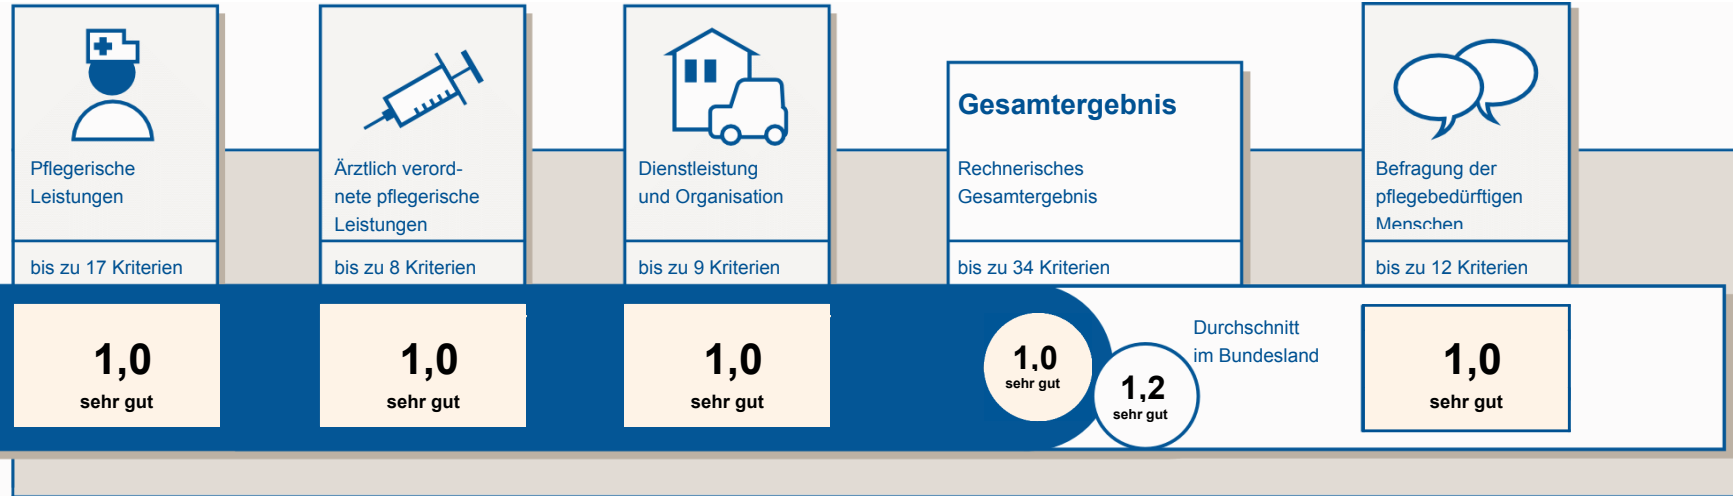 Pflegerische
Leistungen
bis zu 17 Kriterien
1,0
sehr gut
Ärztlich verord-
nete pflegerische
Leistungen
bis zu 8 Kriterien
1,0
sehr gut
Dienstleistung
und Organisation
bis zu 9 Kriterien
1,0
sehr gut
Gesamtergebnis
Rechnerisches
Gesamtergebnis
bis zu 34 Kriterien
1,0
sehr gut
1,2
sehr gut
Durchschnitt
im Bundesland
Befragung der
pflegebedürftigen
Menschen
bis zu 12 Kriterien
1,0
sehr gut